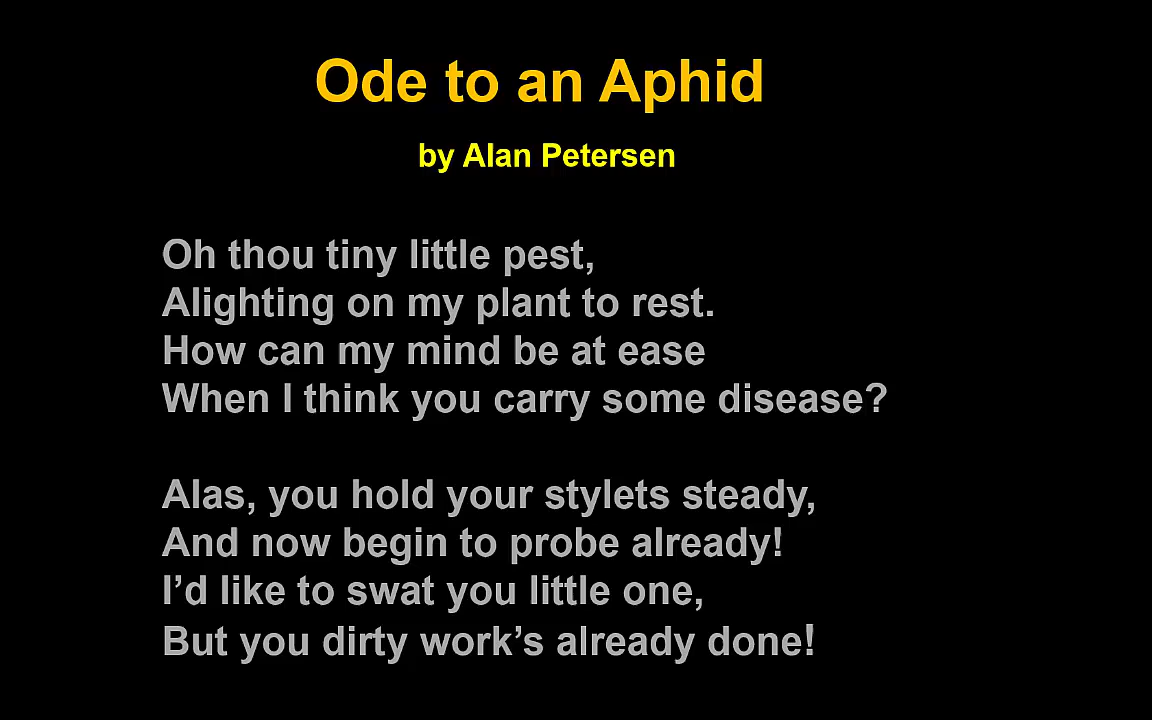 Ode to an Aphid
by Alan Petersen
Oh thou tiny little pest,
Alighting on my plant to rest.
How can my mind be at ease
When I think you carry some disease?
Alas, you hold your stylets steady,
And now begin to probe already!
I’d like to swat you little one,
But you dirty work’s already done!